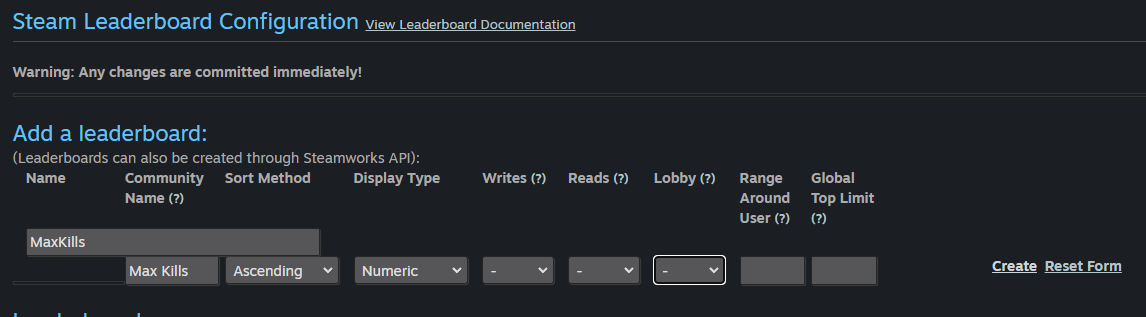 Steam Leaderboard Configuration View Leaderboard Documentation
Warning: Any changes are committed immediately!
Add a leaderboard:
(Leaderboards can also be created through Steamworks API):
Name Community Name (?) Sort Method Display Type Writes (?) Reads (?) Lobby (?) Range Around User (?) Global Top Limit (?)
MaxKills
Max Kills Ascending Numeric - - - Create Reset Form